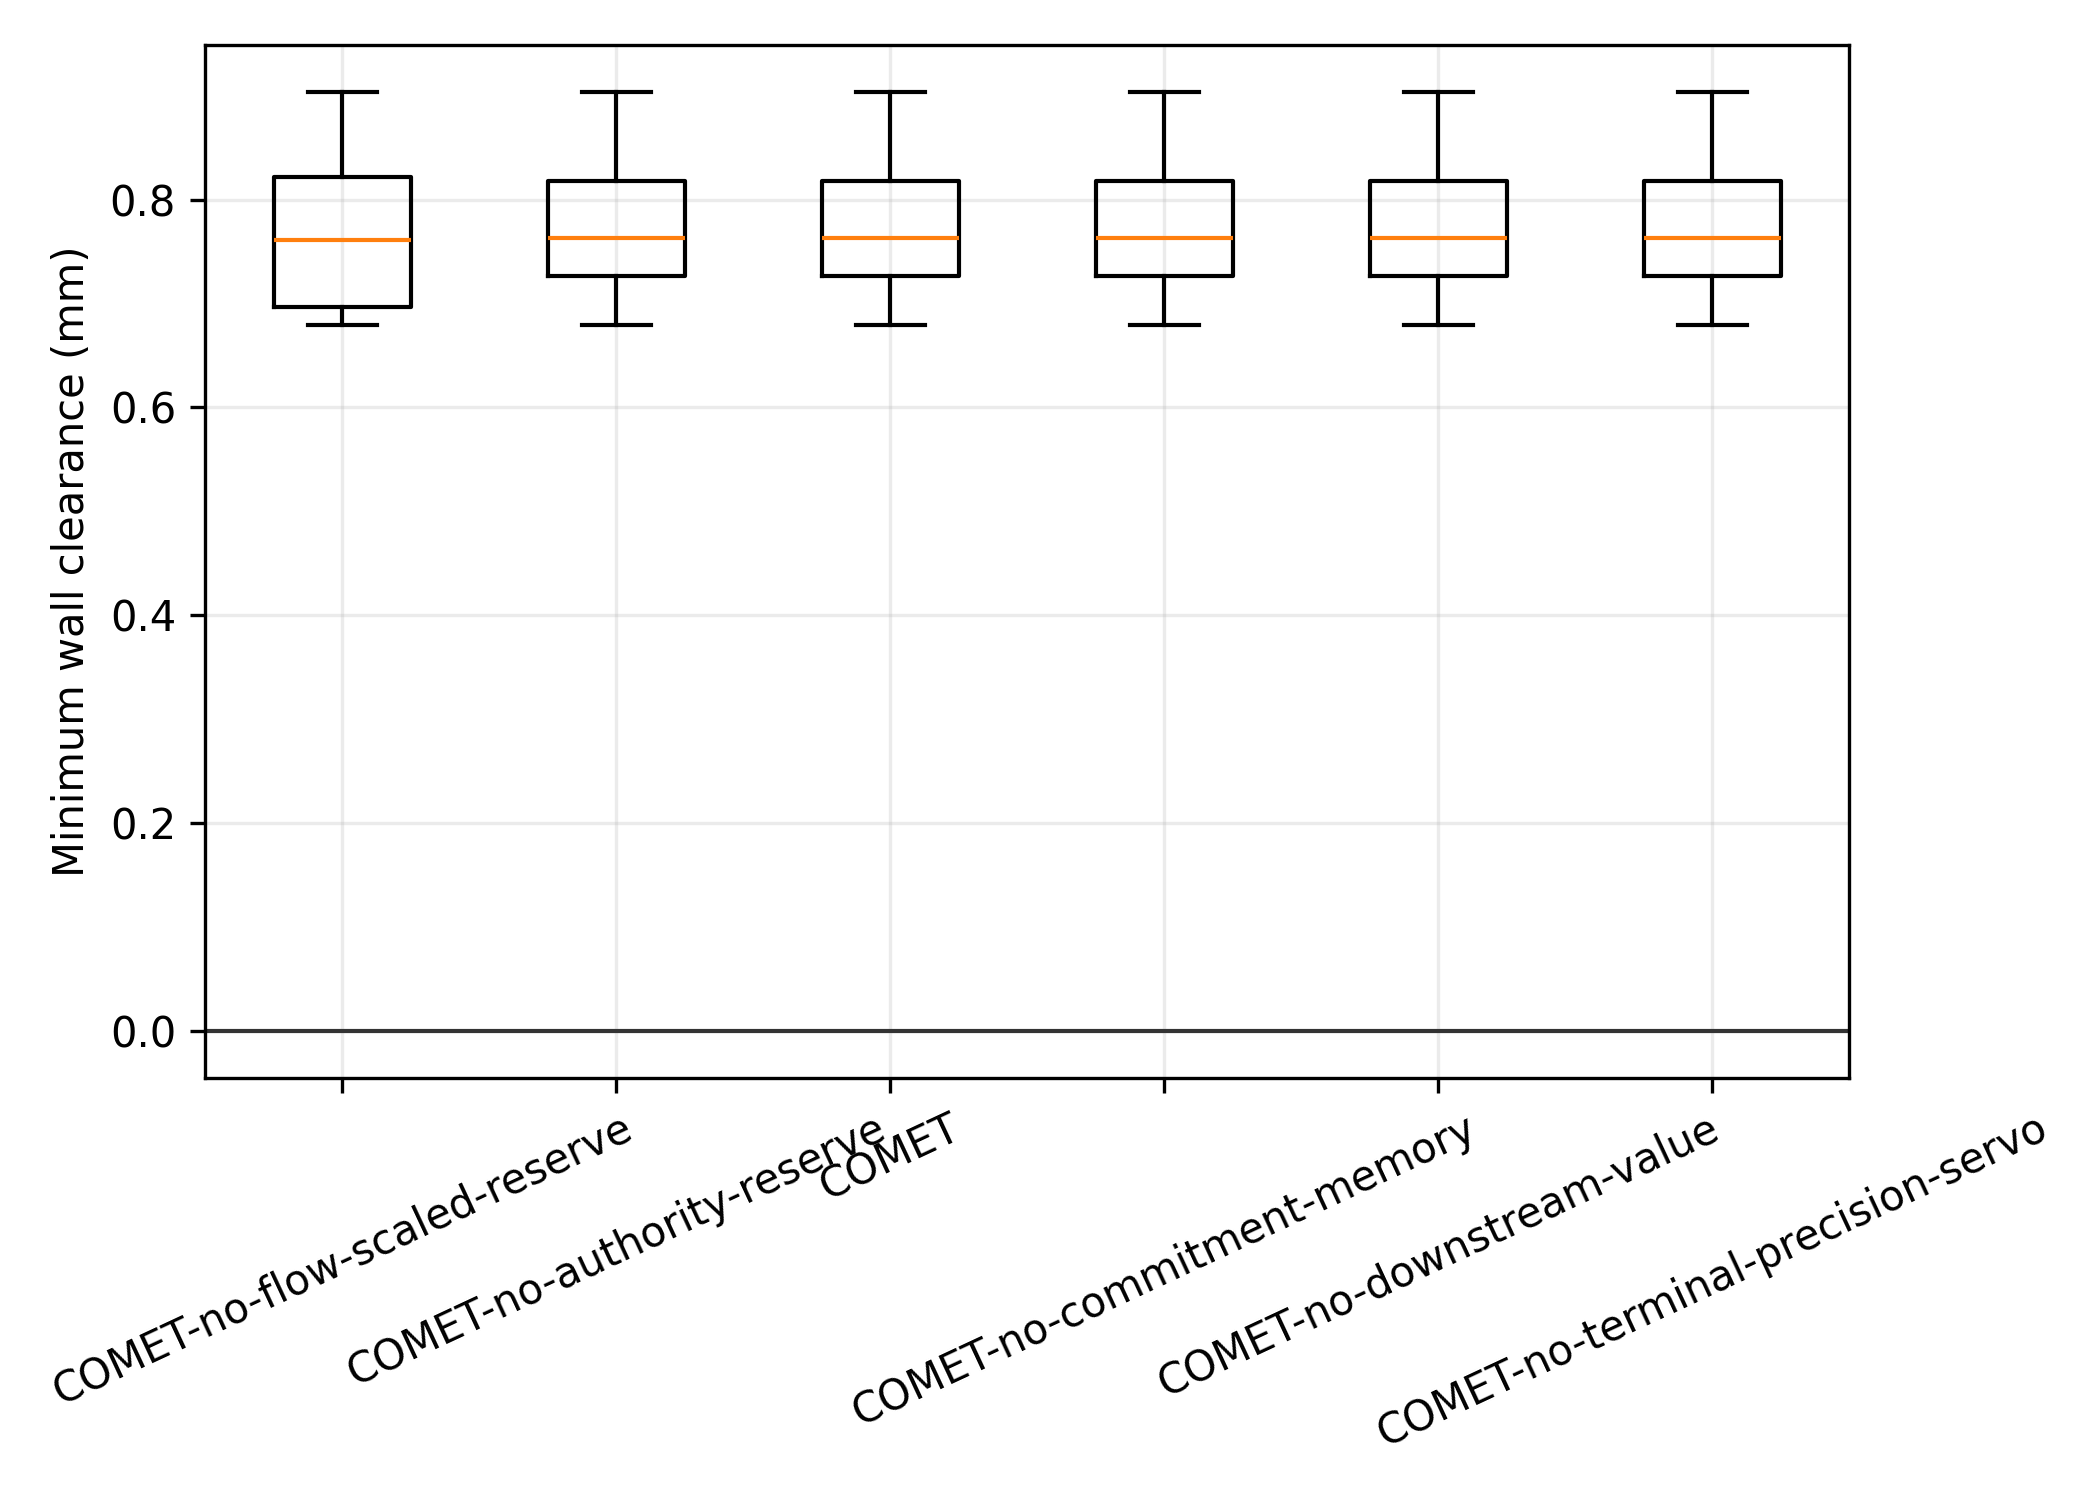 Minimum wall clearance (mm)
0.8
0.6
0.4
0.2
0.0
COMET-no-flow-scaled-reserve
COMET-no-authority-reserve
COMET
COMET-no-commitment-memory
COMET-no-downstream-value
COMET-no-terminal-precision-servo